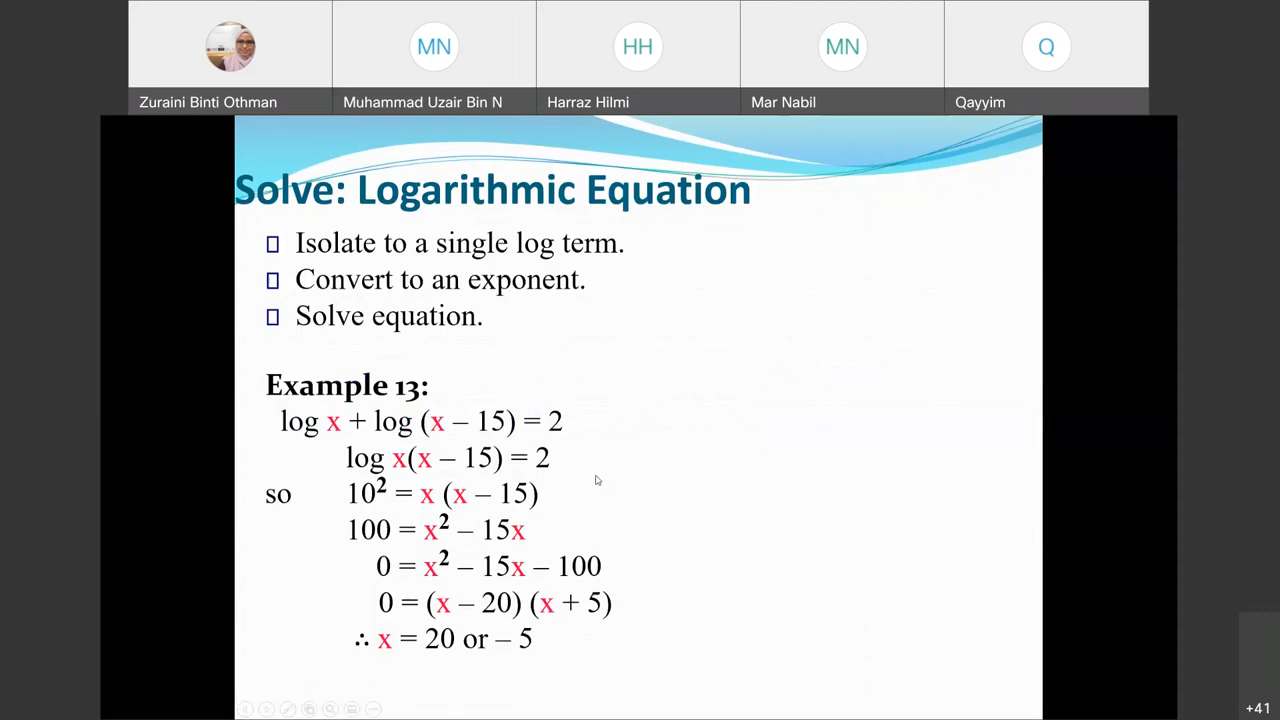 MN
HH
MN
Q
Zuraini Binti Othman
Muhammad Uzair Bin N
Harraz Hilmi
Mar Nabil
Qayyim
Solve: Logarithmic Equation
Isolate to a single log term.
Convert to an exponent.
Solve equation.
Example 13:
log x + log (x – 15) = 2
log x(x – 15) = 2
so 10² = x (x – 15)
100 = x² – 15x
0 = x² – 15x – 100
0 = (x – 20) (x + 5)
∴ x = 20 or – 5
+41